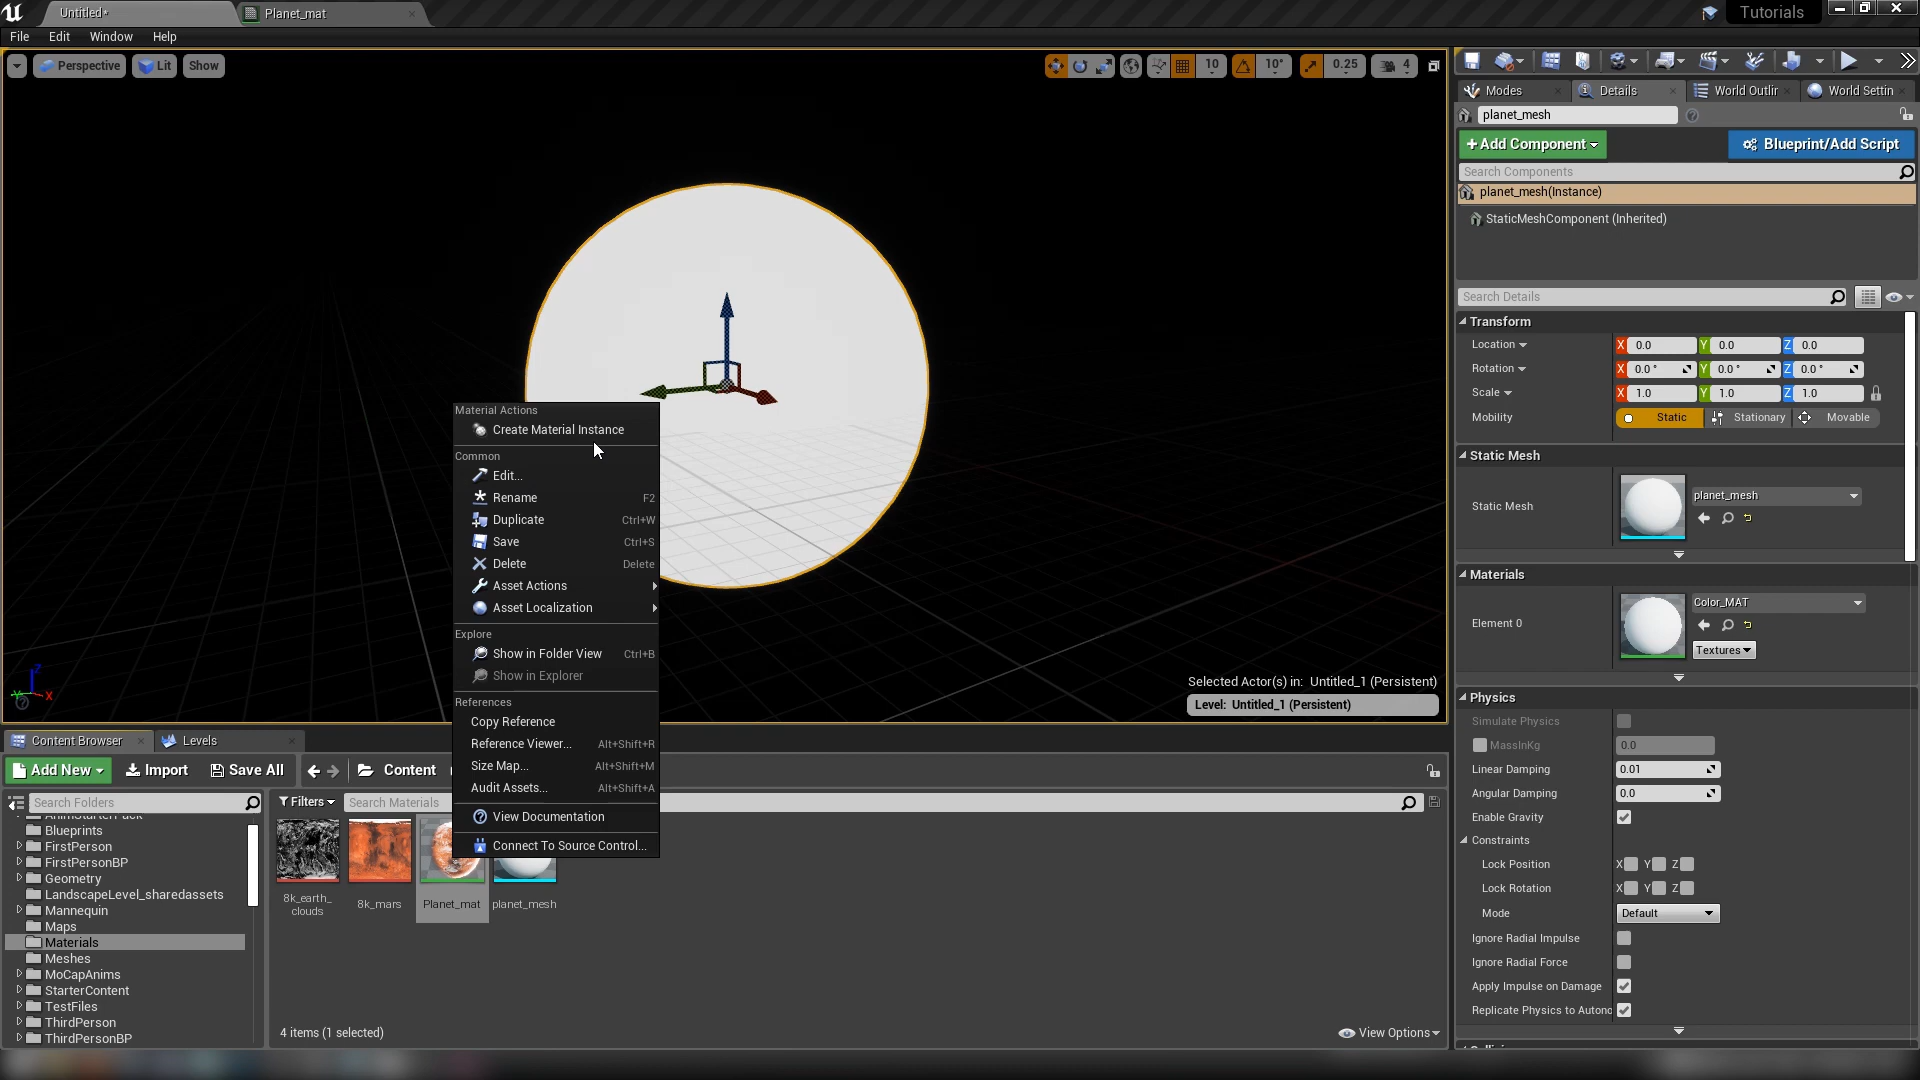 Untitled*
Planet_mat
Tutorials
File Edit Window Help
Perspective
Lit
Show
10
10°
0.25
4
Modes
Details
World Outlin
World Settin
planet_mesh
+Add Component
Blueprint/Add Script
Search Components
planet_mesh(Instance)
StaticMeshComponent (Inherited)
Search Details
Transform
Location X 0.0 Y 0.0 Z 0.0
Rotation X 0.0 ° Y 0.0 ° Z 0.0 °
Scale X 1.0 Y 1.0 Z 1.0
Mobility Static Stationary Movable
Static Mesh
Static Mesh
planet_mesh
Materials
Element 0
Color_MAT
Textures
Physics
Simulate Physics
MassInKg 0.0
Linear Damping 0.01
Angular Damping 0.0
Enable Gravity
Constraints
Lock Position X Y Z
Lock Rotation X Y Z
Mode Default
Ignore Radial Impulse
Ignore Radial Force
Apply Impulse on Damage
Replicate Physics to Autono
Material Actions
Create Material Instance
Common
Edit...
Rename F2
Duplicate Ctrl+W
Save Ctrl+S
Delete Delete
Asset Actions
Asset Localization
Explore
Show in Folder View Ctrl+B
Show in Explorer
References
Copy Reference
Reference Viewer... Alt+Shift+R
Size Map... Alt+Shift+M
Audit Assets... Alt+Shift+A
View Documentation
Connect To Source Control...
Z
Y X
Selected Actor(s) in: Untitled_1 (Persistent)
Level: Untitled_1 (Persistent)
Content Browser
Levels
Add New
Import
Save All
Content
Search Folders
Filters
Search Materials
Blueprints
FirstPerson
FirstPersonBP
Geometry
LandscapeLevel_sharedassets
Mannequin
Maps
Materials
Meshes
MoCapAnims
StarterContent
TestFiles
ThirdPerson
ThirdPersonBP
8k_earth_
clouds
8k_mars
Planet_mat
planet_mesh
4 items (1 selected)
View Options